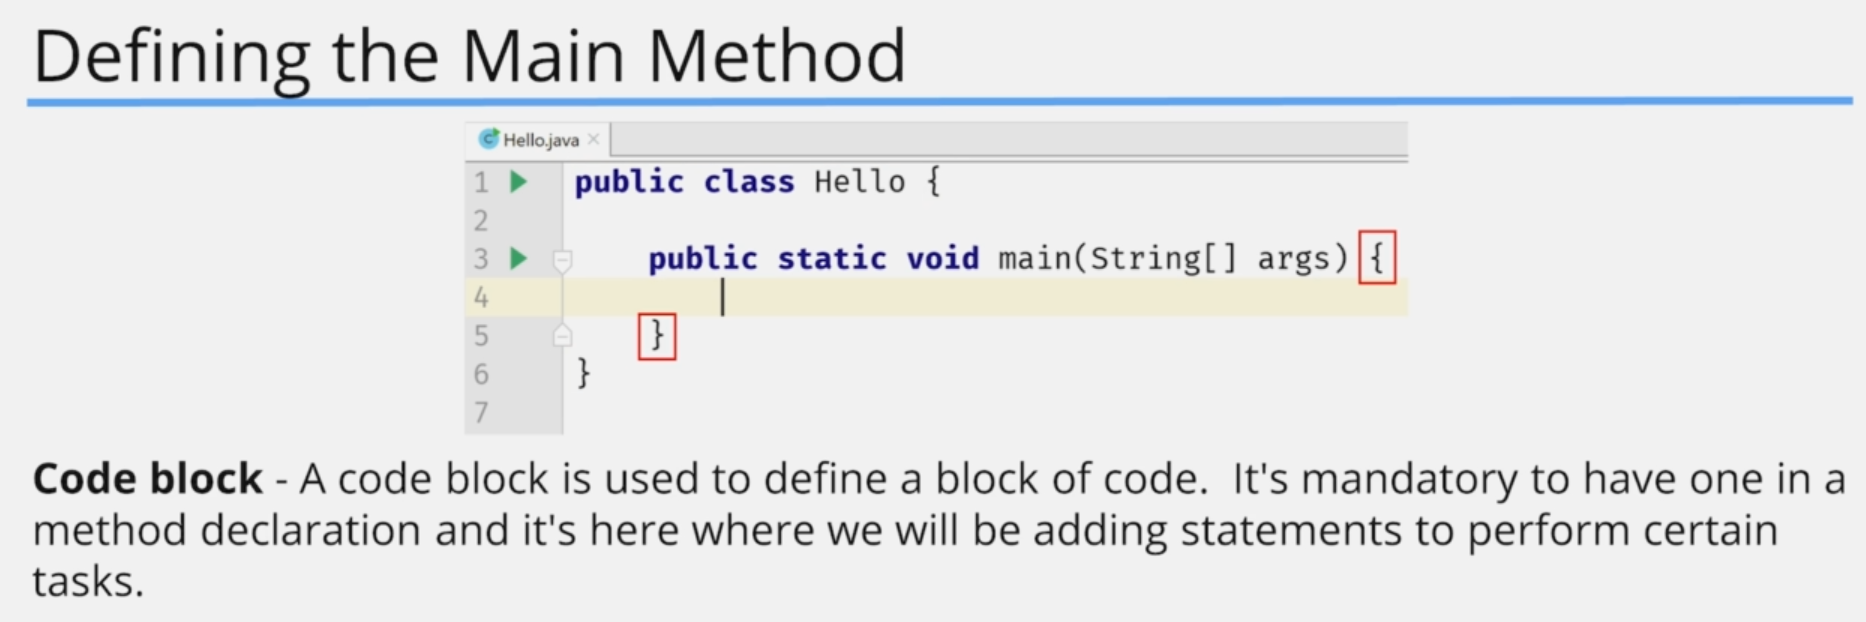 Defining the Main Method
Hello.java
1 public class Hello {
2
3 public static void main(String[] args) {
4
5 }
6 }
7
Code block - A code block is used to define a block of code.  It's mandatory to have one in a
method declaration and it's here where we will be adding statements to perform certain
tasks.